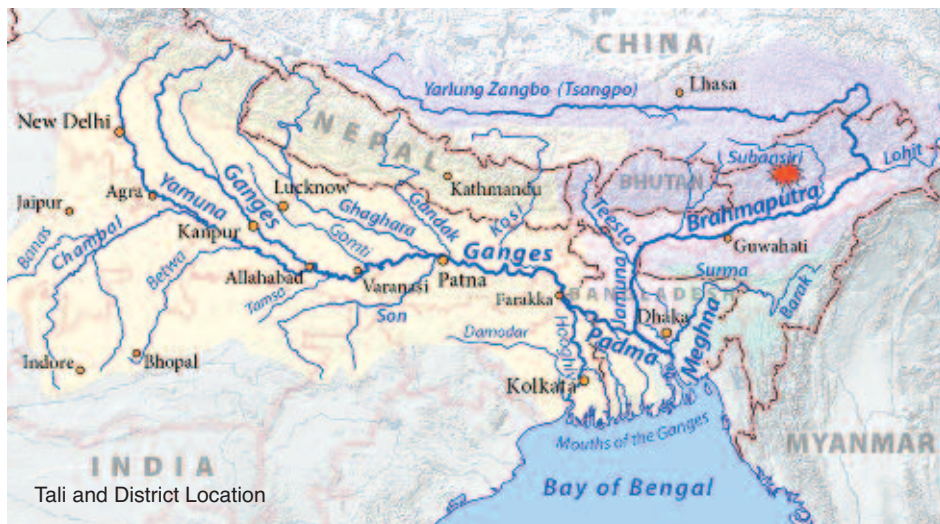 CHINA
Lhasa
Yarlung Zangbo (Tsangpo)
New Delhi
NEPAL
Subansiri
Lohit
Agra
Yamuna
Ganges
Lucknow
Kathmandu
BHUTAN
Brahmaputra
Jaipur
Chambal
Banas
Kanpur
Gomti
Ghaghara
Gandak
Kosi
Teesta
Guwahati
Betwa
Allahabad
Varanasi
Patna
Ganges
Jamuna
Surma
Barak
Tamsa
Son
Farakka
BANGLADESH
Dhaka
Meghna
Padma
Damodar
Hooghly
Indore
Bhopal
Kolkata
Mouths of the Ganges
MYANMAR
INDIA
Tali and District Location
Bay of Bengal